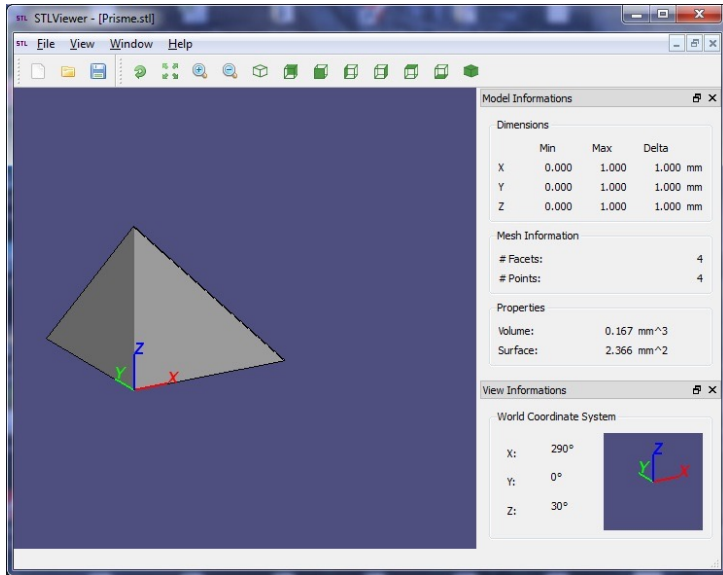 STL STLViewer - [Prisme.stl]
STL File View Window Help
Model Informations
Dimensions
Min Max Delta
X 0.000 1.000 1.000 mm
Y 0.000 1.000 1.000 mm
Z 0.000 1.000 1.000 mm
Mesh Information
# Facets: 4
# Points: 4
Properties
Volume: 0.167 mm^3
Surface: 2.366 mm^2
Z
Y
X
View Informations
World Coordinate System
X: 290°
Y: 0°
Z: 30°
Z
Y
X